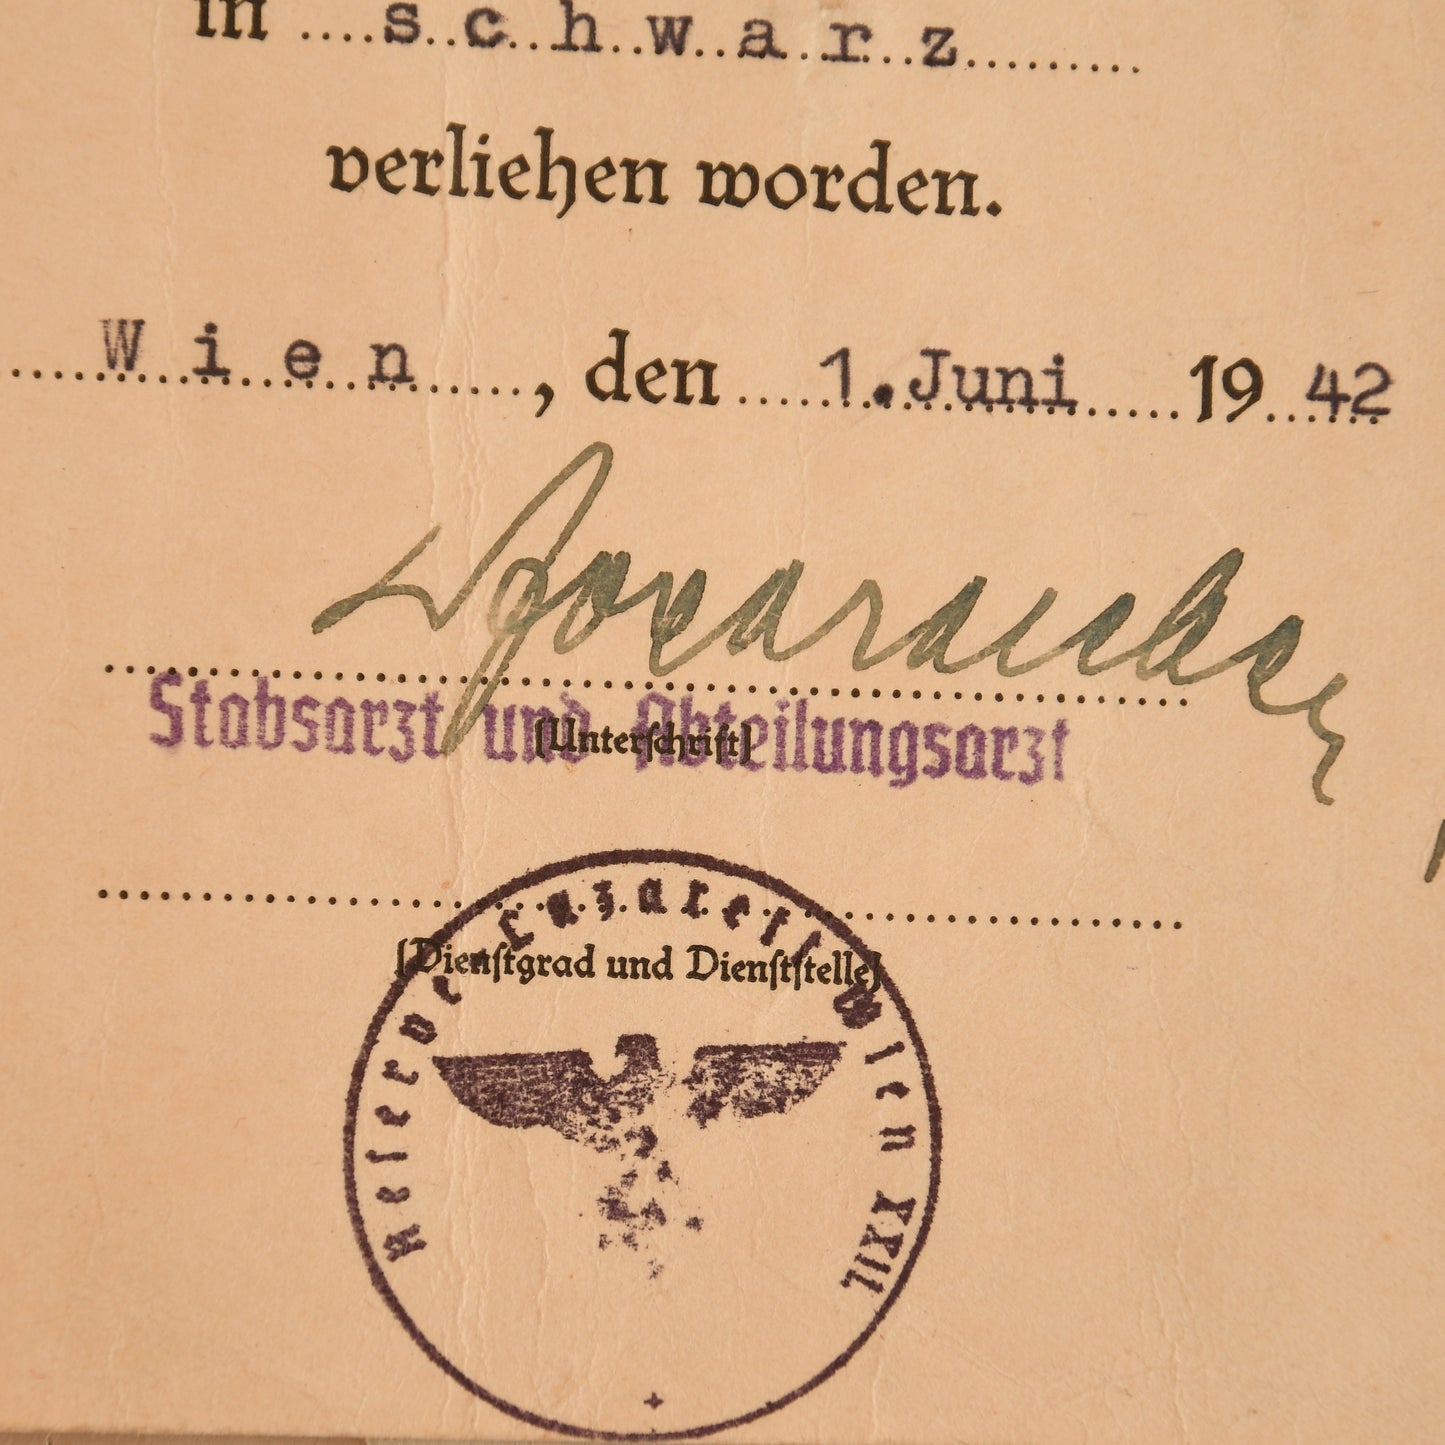 in ....s..c..h..w..a..r..z.........
verliehen worden.
.....W..i..e..n......, den .....1.Juni.....19..42
Stabsarzt und Abteilungsarzt
(Unterschrift)
(Dienstgrad und Dienststelle)
Reserve-Lazarett Wien XXII